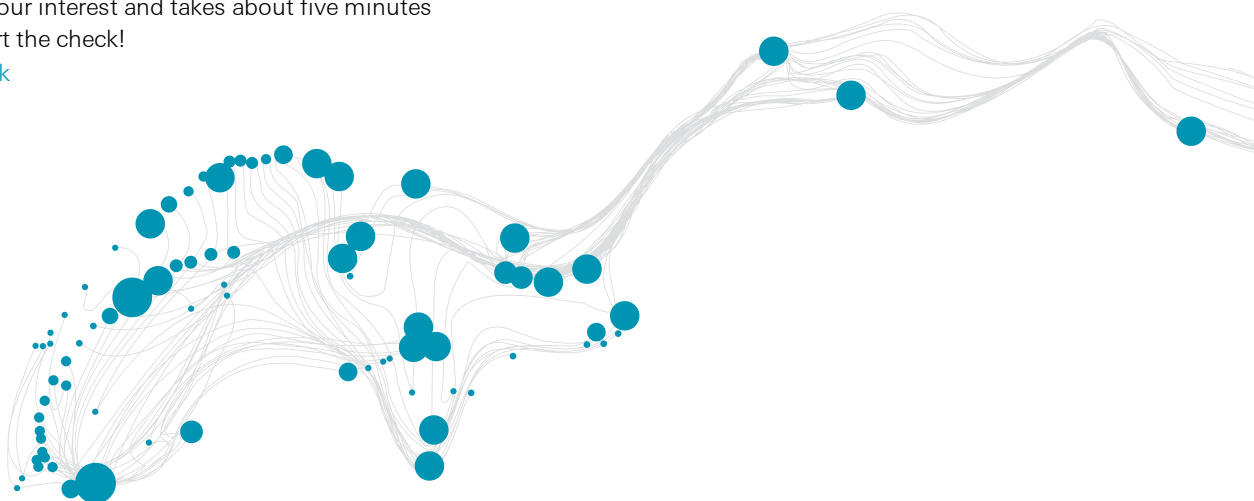 our interest and takes about five minutes
rt the check!
k